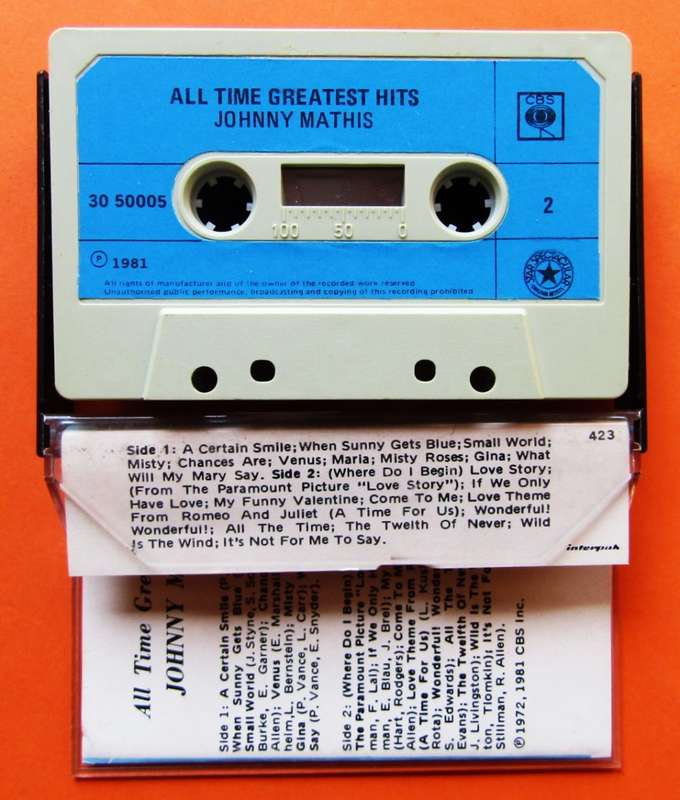 ALL TIME GREATEST HITS
JOHNNY MATHIS
CBS
30 50005
2
100 50 0
P 1981
All rights of manufacturer and of the owner of the recorded work reserved
Unauthorised public performance, broadcasting and copying of this recording prohibited
423
Side 1: A Certain Smile; When Sunny Gets Blue; Small World;
Misty; Chances Are; Venus; Maria; Misty Roses; Gina; What
Will My Mary Say. Side 2: (Where Do I Begin) Love Story;
(From The Paramount Picture "Love Story"); If We Only
Have Love; My Funny Valentine; Come To Me; Love Theme
From Romeo And Juliet (A Time For Us); Wonderful!
Wonderful!; All The Time; The Twelth Of Never; Wild
Is The Wind; It's Not For Me To Say.
interpak
All Time Gre
JOHNNY M
Side 1: A Certain Smile (P
When Sunny Gets Blue
Small World (J. Styne, S. So
Burke, E. Garner); Chan
Allen); Venus (E. Marshall
heim, L. Bernstein); Misty
Gina (P. Vance, L. Carr); W
Say (P. Vance, E. Snyder).
Side 2: (Where Do I Begin)
The Paramount Picture "Lo
man, F. Lai); If We Only H
man, E. Blau, J. Brel); My
(Hart, Rodgers); Come To M
Allen); Love Theme From R
(A Time For Us) (L. Kus
Rota); Wonderful! Wonde
S. Edwards); All The T
Evans); The Twelfth Of Nev
J. Livingston); Wild Is The
ton, Tiomkin); It's Not Fo
Stillman, R. Allen).
℗ 1972, 1981 CBS Inc.